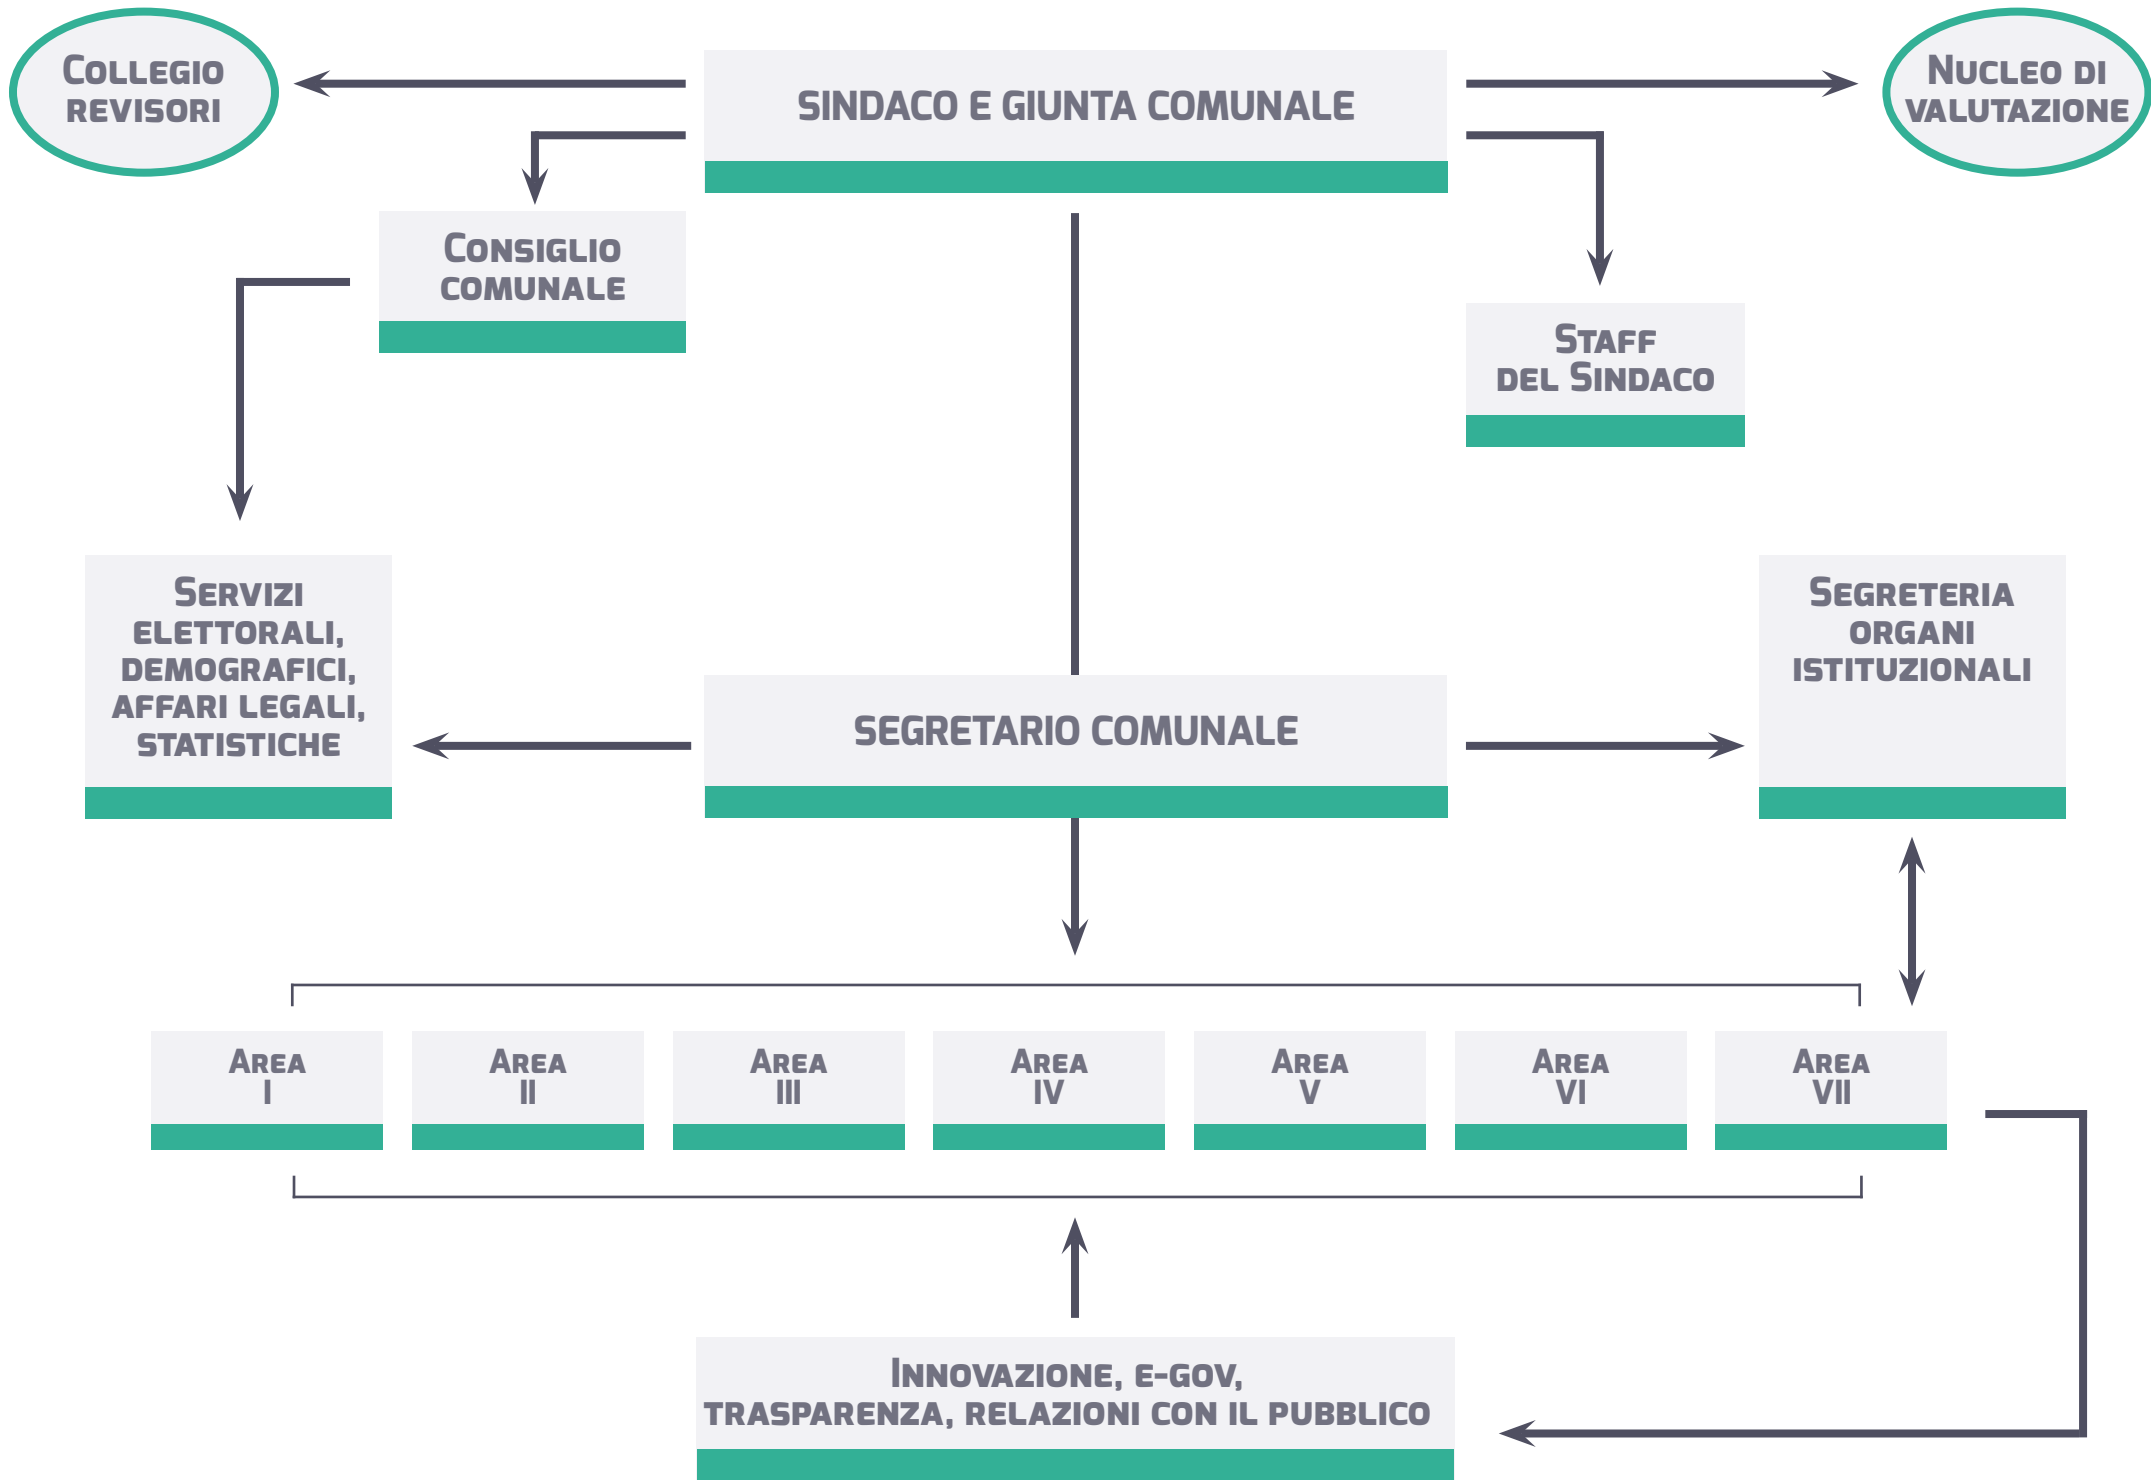 Collegio
revisori
SINDACO E GIUNTA COMUNALE
Nucleo di
valutazione
Consiglio
comunale
Staff
del Sindaco
Servizi
elettorali,
demografici,
affari legali,
statistiche
SEGRETARIO COMUNALE
Segreteria
organi
istituzionali
Area
I
Area
II
Area
III
Area
IV
Area
V
Area
VI
Area
VII
Innovazione, e-gov,
trasparenza, relazioni con il pubblico